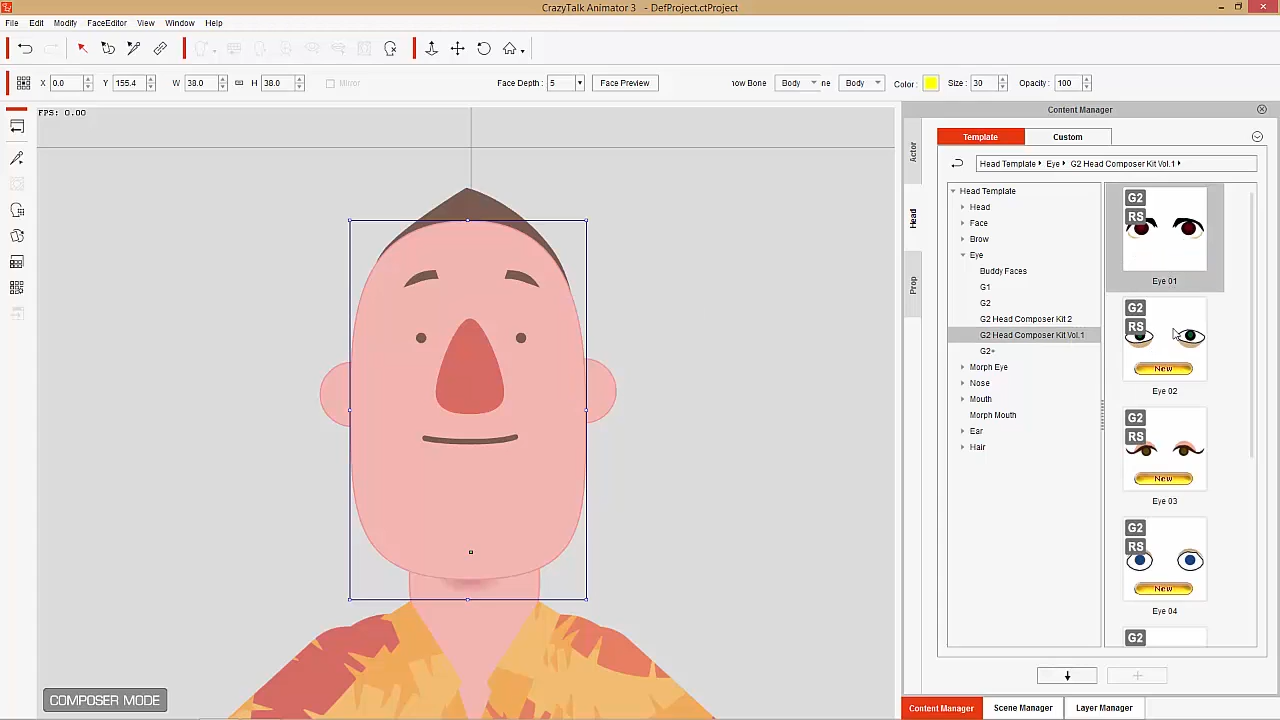 CrazyTalk Animator 3 - DefProject.ctProject
File Edit Modify FaceEditor View Window Help
X 0.0 Y 155.4 W 38.0 H 38.0 Mirror Face Depth : 5 Face Preview ıow Bone Body ne Body Color : Size : 30 Opacity : 100
FPS: 0.00
Content Manager
Template Custom
Head Template Eye G2 Head Composer Kit Vol.1
Actor
Head
Prop
Head Template
Head
Face
Brow
Eye
Buddy Faces
G1
G2
G2 Head Composer Kit 2
G2 Head Composer Kit Vol.1
G2+
Morph Eye
Nose
Mouth
Morph Mouth
Ear
Hair
G2
RS
Eye 01
G2
RS
New
Eye 02
G2
RS
New
Eye 03
G2
RS
New
Eye 04
G2
COMPOSER MODE
Content Manager Scene Manager Layer Manager